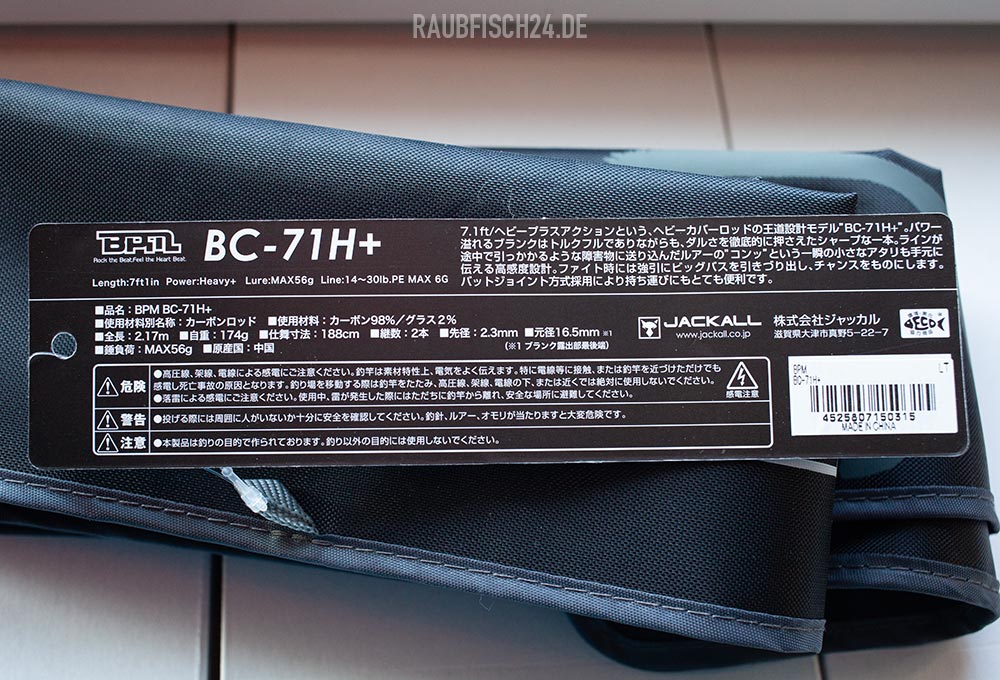 RAUBFISCH24.DE
BPM
Rock the Beat.Feel the Heart Beat.
BC-71H+
Length:7ft1in Power:Heavy+ Lure:MAX56g Line:14~30lb.PE MAX 6G
7.1ft/ヘビープラスアクションという、ヘビーカバーロッドの王道設計モデル"BC-71H+"。パワー
溢れるブランクはトルクフルでありながらも、ダルさを徹底的に押さえたシャープな一本。ラインが
途中で引っかかるような障害物に送り込んだルアーの"コンッ"という一瞬の小さなアタリも手元に
伝える高感度設計。ファイト時には強引にビッグバスを引きづり出し、チャンスをものにします。
バットジョイント方式採用により持ち運びにもとても便利です。
■品名：BPM BC-71H+
■使用材料別名称：カーボンロッド ■使用材料：カーボン98%/グラス2%
■全長：2.17m ■自重：174g ■仕舞寸法：188cm ■継数：2本 ■先径：2.3mm ■元径16.5mm ※1
■錘負荷：MAX56g ■原産国：中国 （※1 ブランク露出部最後端）
JACKALL
www.jackall.co.jp
株式会社ジャッカル
滋賀県大津市真野5-22-7
FECO
危険
●高圧線、架線、電線による感電にご注意ください。釣竿は素材特性上、電気をよく伝えます。特に電線等に接触、または釣竿を近づけただけでも
感電し死亡事故の原因となります。釣り場を移動する際は釣竿をたたみ、高圧線、架線、電線の下、または近くでは絶対に使用しないでください。
●落雷による感電にご注意ください。使用中、雷が発生した際にはただちに釣竿から離れ、安全な場所に避難してください。
感電注意
警告
●投げる際には周囲に人がいないか十分に安全を確認してください。釣針、ルアー、オモリが当たりますと大変危険です。
注意
●本製品は釣りの目的で作られております。釣り以外の目的には使用しないでください。
BPM LT
BC-71H+
4525807150315
MADE IN CHINA